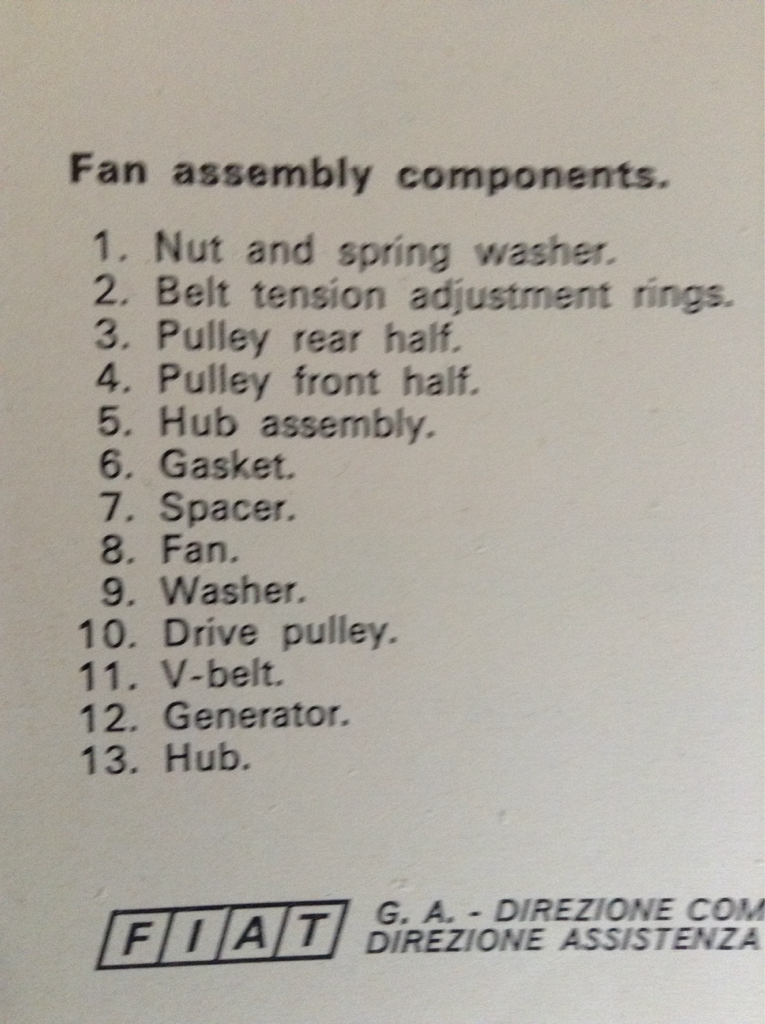 Fan assembly components.
1. Nut and spring washer.
2. Belt tension adjustment rings.
3. Pulley rear half.
4. Pulley front half.
5. Hub assembly.
6. Gasket.
7. Spacer.
8. Fan.
9. Washer.
10. Drive pulley.
11. V-belt.
12. Generator.
13. Hub.
FIAT G. A. - DIREZIONE COM
DIREZIONE ASSISTENZA